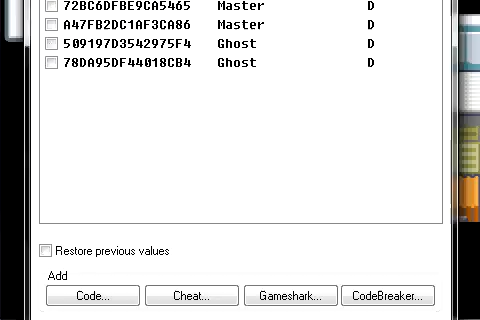 72BC6DFBE9CA5465 Master D
A47FB2DC1AF3CA86 Master D
509197D3542975F4 Ghost D
78DA95DF44018CB4 Ghost D
Restore previous values
Add
Code... Cheat... Gameshark... CodeBreaker...